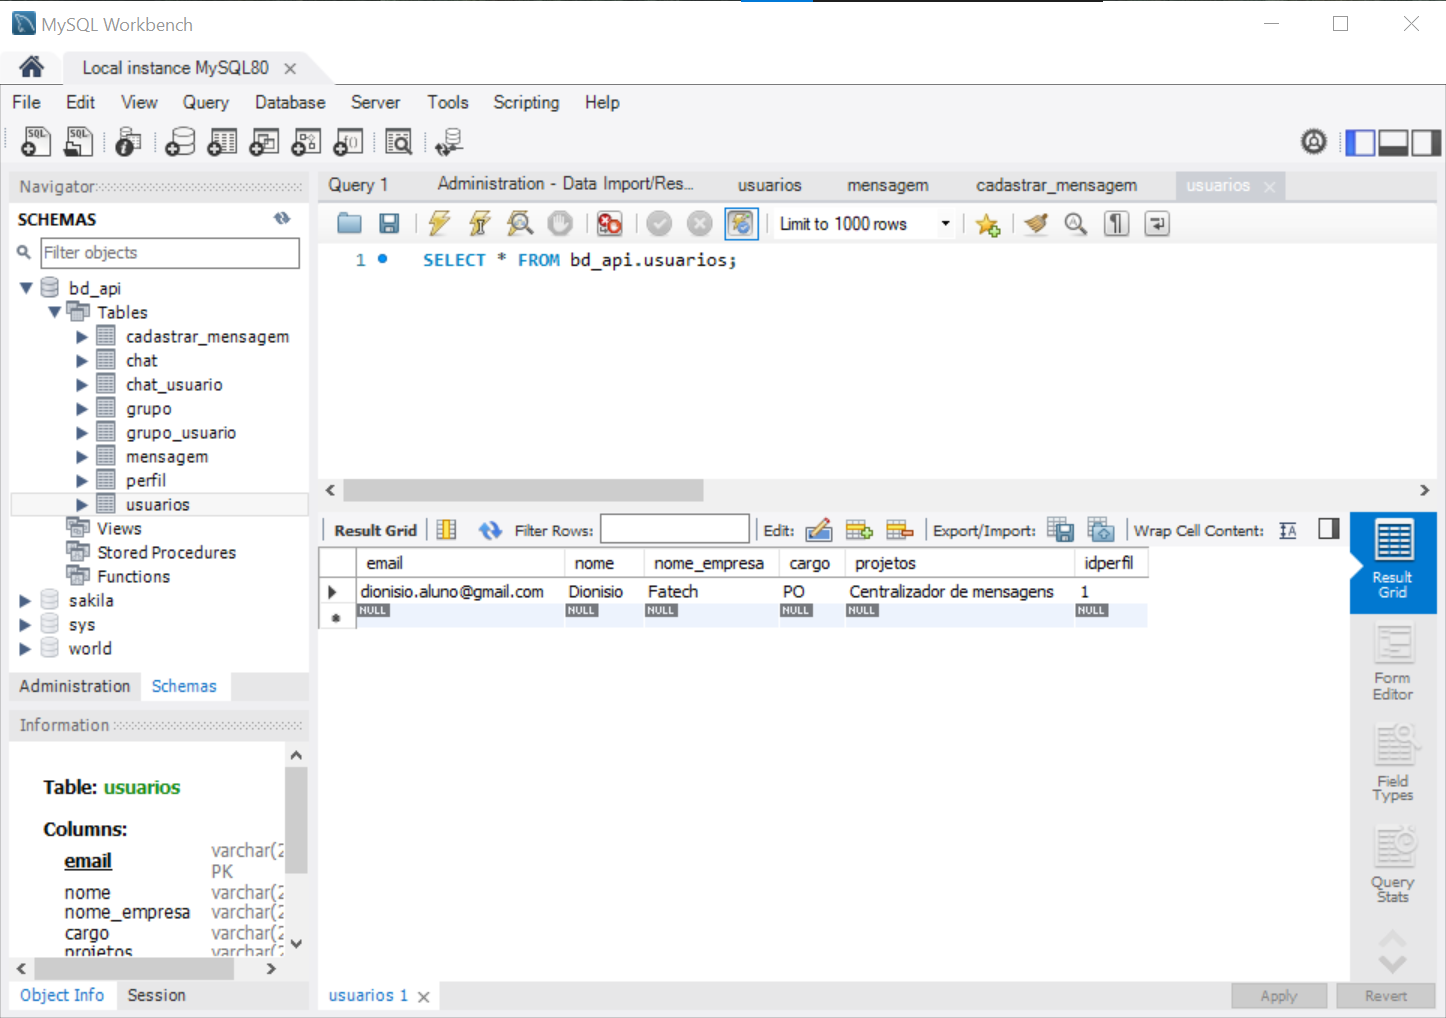 MySQL Workbench
Local instance MySQL80
File Edit View Query Database Server Tools Scripting Help
SQL SQL
Navigator
SCHEMAS
Filter objects
bd_api
Tables
cadastrar_mensagem
chat
chat_usuario
grupo
grupo_usuario
mensagem
perfil
usuarios
Views
Stored Procedures
Functions
sakila
sys
world
Administration Schemas
Information
Table: usuarios
Columns:
email varchar(2
PK
nome varchar(2
nome_empresa varchar(2
cargo varchar(2
projetos varchar(2
Object Info Session
Query 1 Administration - Data Import/Res... usuarios mensagem cadastrar_mensagem usuarios
Limit to 1000 rows
1 SELECT * FROM bd_api.usuarios;
Result Grid Filter Rows: Edit: Export/Import: Wrap Cell Content:
email nome nome_empresa cargo projetos idperfil
dionisio.aluno@gmail.com Dionisio Fatech PO Centralizador de mensagens 1
NULL NULL NULL NULL NULL NULL
Result
Grid
Form
Editor
Field
Types
Query
Stats
usuarios 1
Apply Revert